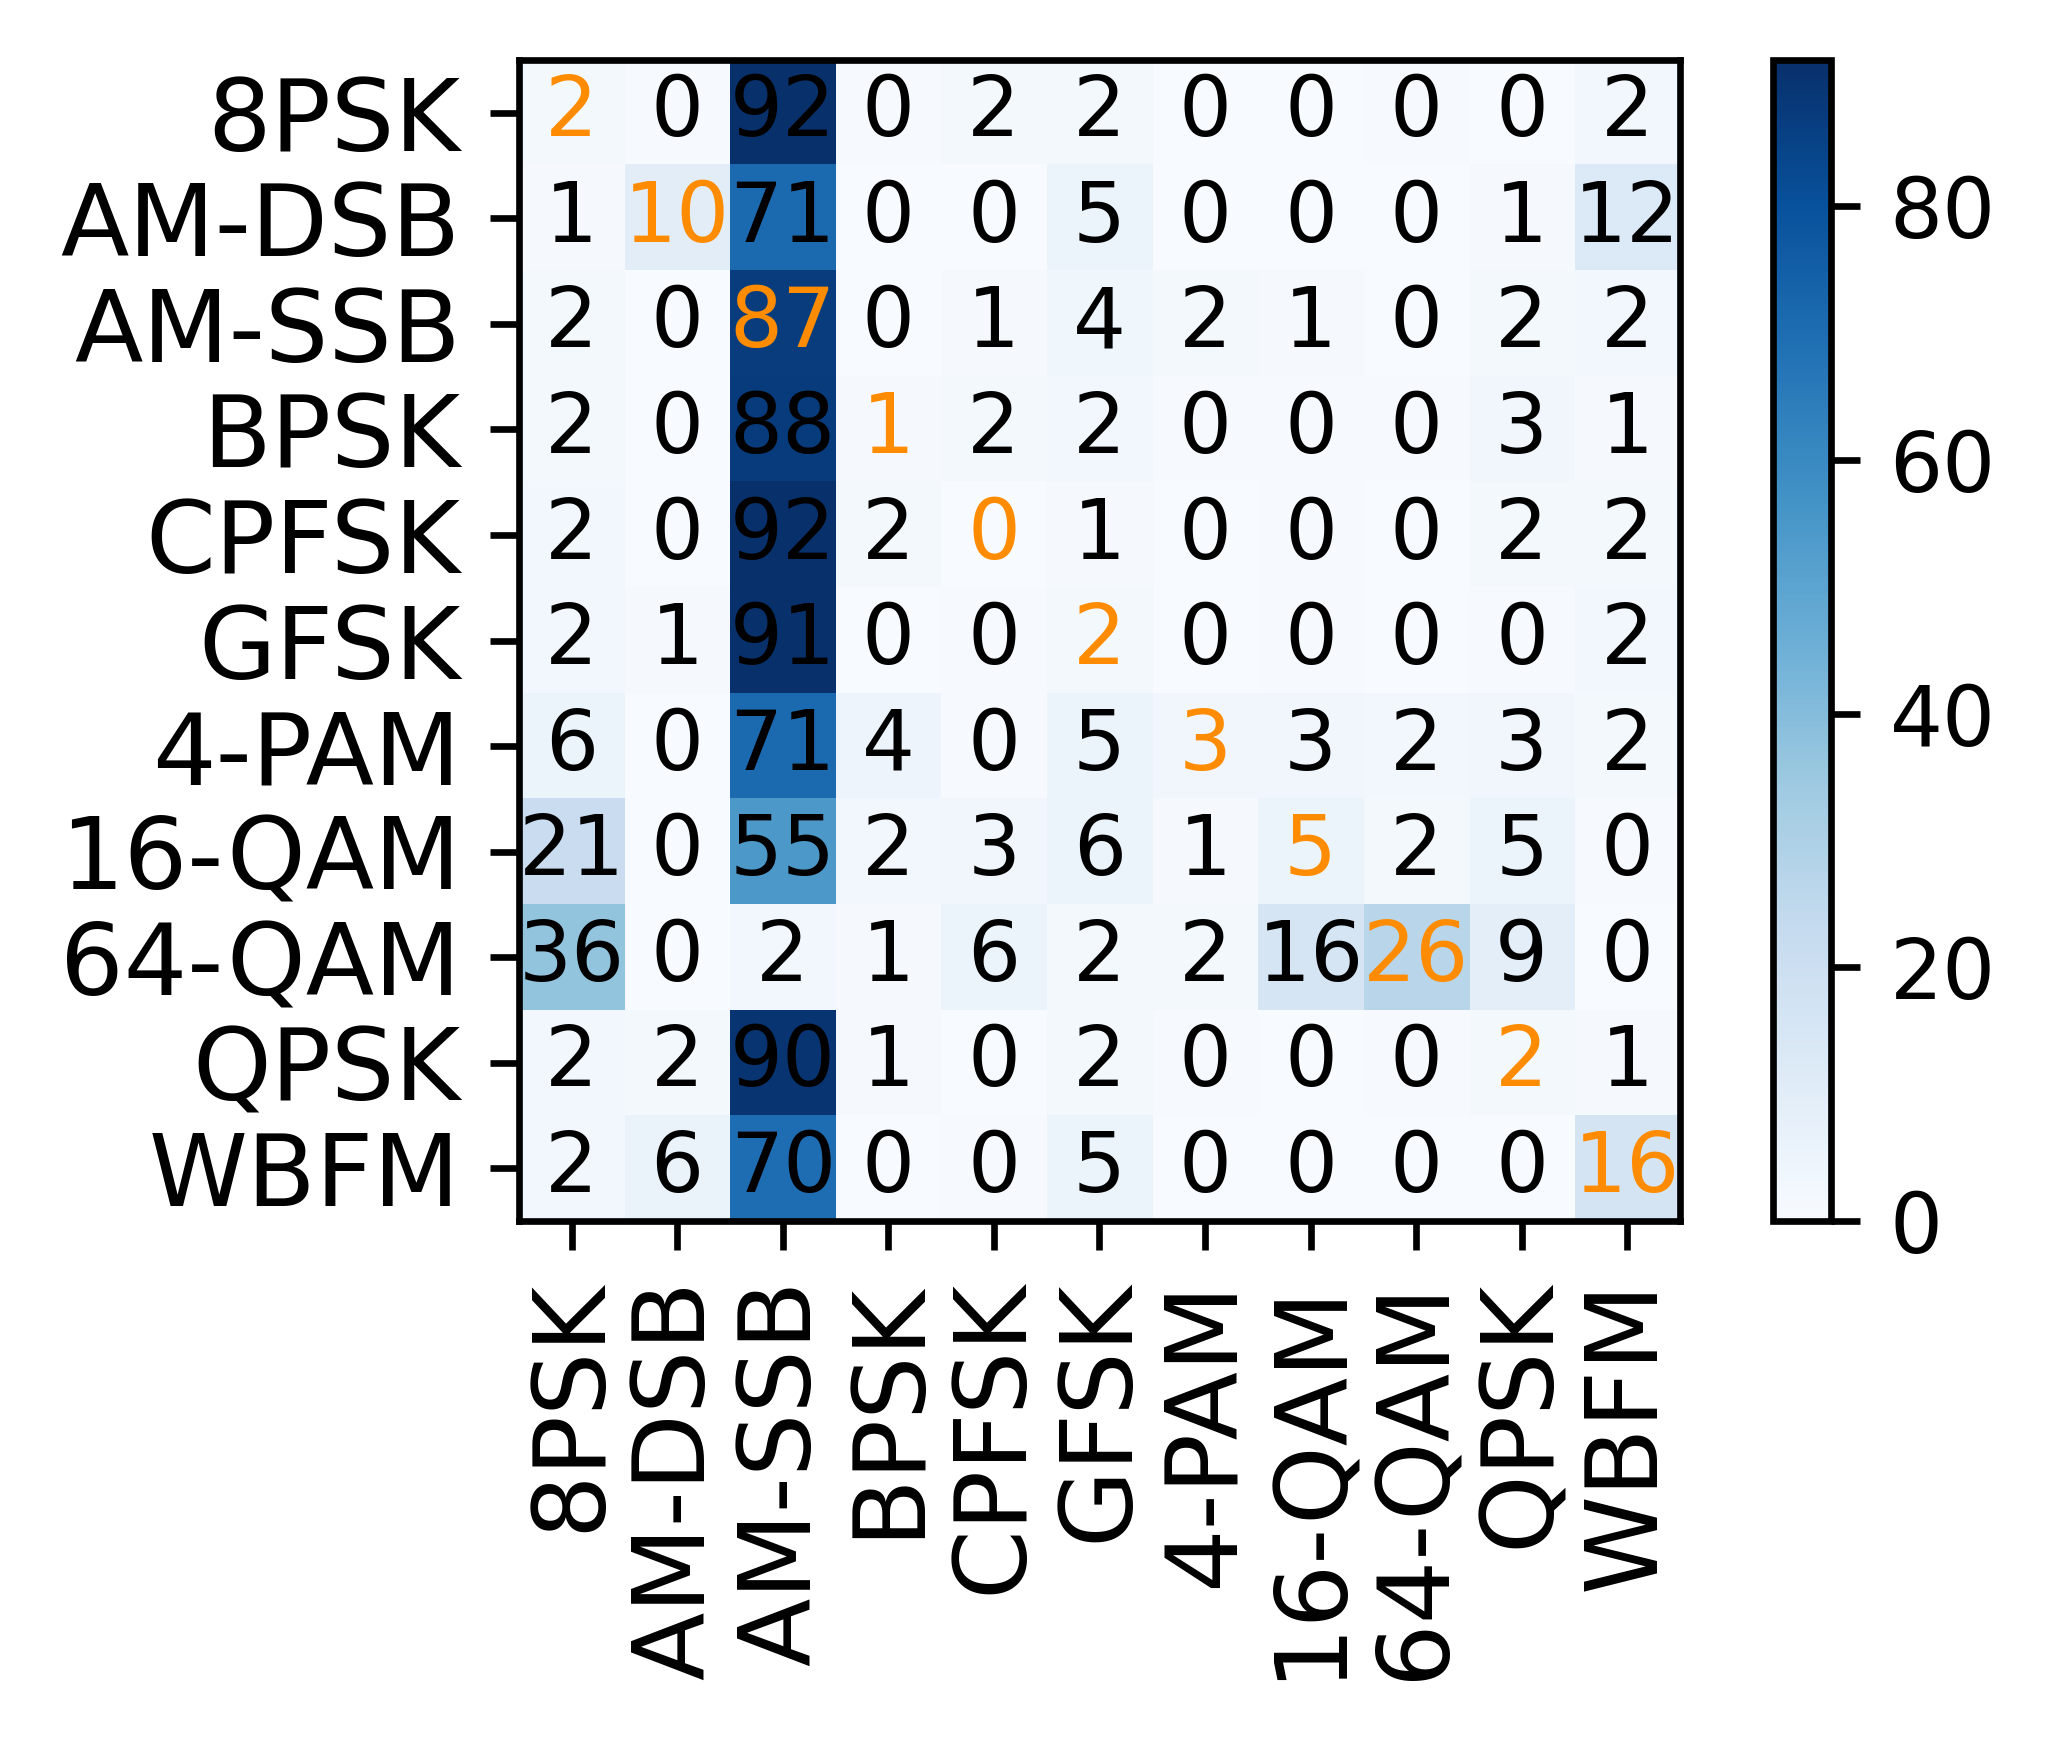 8PSK 2 0 92 0 2 2 0 0 0 0 2
AM-DSB 1 10 71 0 0 5 0 0 0 1 12
AM-SSB 2 0 87 0 1 4 2 1 0 2 2
BPSK 2 0 88 1 2 2 0 0 0 3 1
CPFSK 2 0 92 2 0 1 0 0 0 2 2
GFSK 2 1 91 0 0 2 0 0 0 0 2
4-PAM 6 0 71 4 0 5 3 3 2 3 2
16-QAM 21 0 55 2 3 6 1 5 2 5 0
64-QAM 36 0 2 1 6 2 2 16 26 9 0
QPSK 2 2 90 1 0 2 0 0 0 2 1
WBFM 2 6 70 0 0 5 0 0 0 0 16
8PSK
AM-DSB
AM-SSB
BPSK
CPFSK
GFSK
4-PAM
16-QAM
64-QAM
QPSK
WBFM
80
60
40
20
0